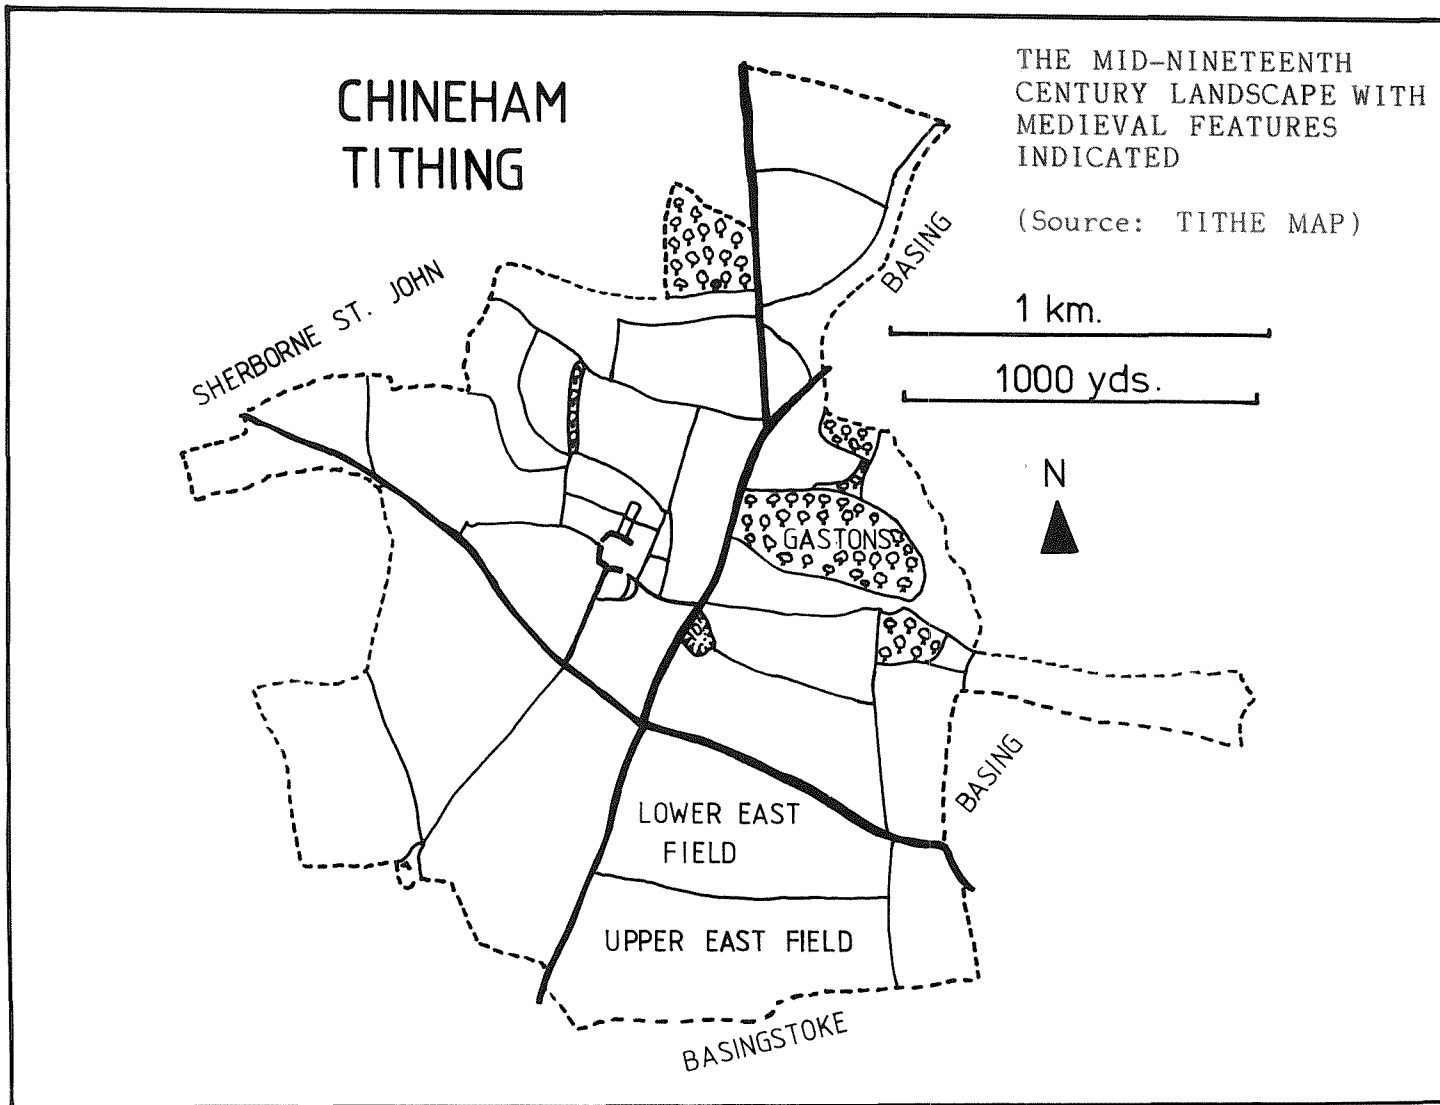 CHINEHAM
TITHING
THE MID-NINETEENTH
CENTURY LANDSCAPE WITH
MEDIEVAL FEATURES
INDICATED
(Source: TITHE MAP)
BASING
SHERBORNE ST. JOHN
1 km.
1000 yds.
N
GASTONS
BASING
LOWER EAST
FIELD
UPPER EAST FIELD
BASINGSTOKE